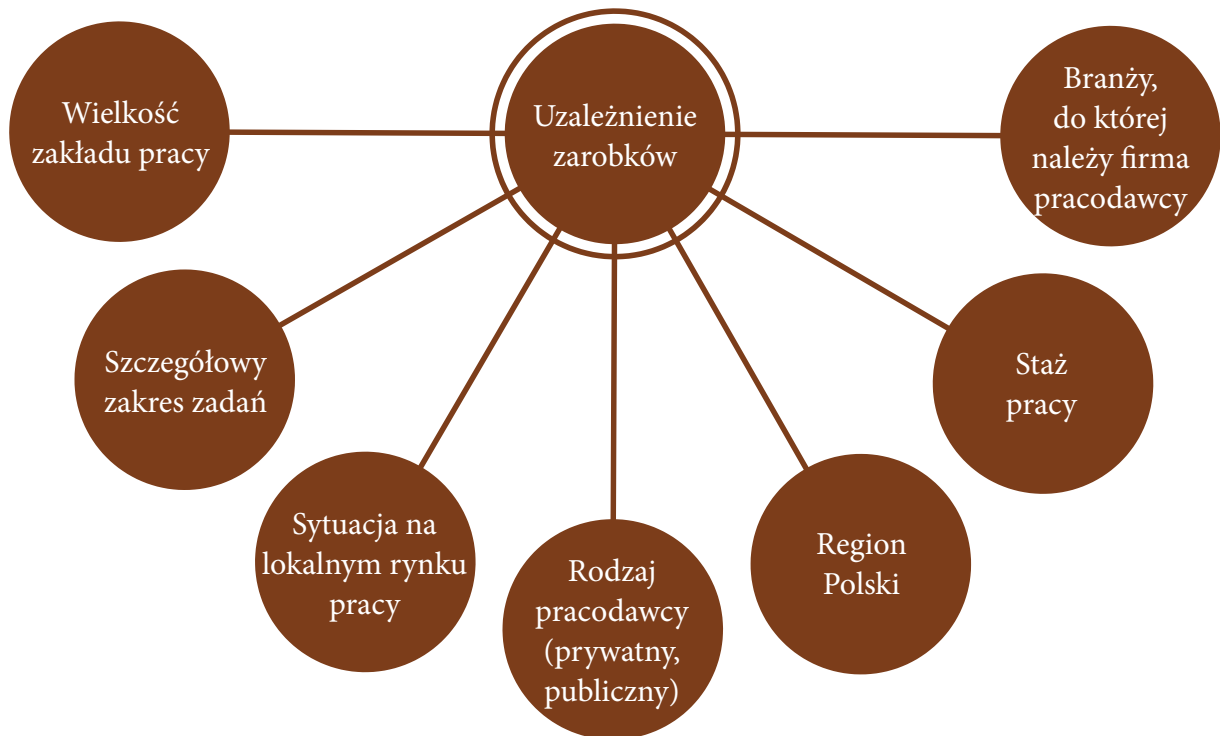 Wielkość
zakładu pracy
Uzależnienie
zarobków
Branży,
do której
należy firma
pracodawcy
Szczegółowy
zakres zadań
Staż
pracy
Sytuacja na
lokalnym rynku
pracy
Rodzaj
pracodawcy
(prywatny,
publiczny)
Region
Polski